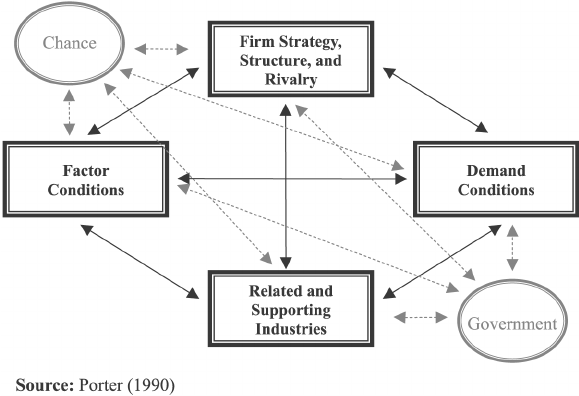 Chance
Firm Strategy,
Structure, and
Rivalry
Factor
Conditions
Demand
Conditions
Related and
Supporting
Industries
Government
Source: Porter (1990)